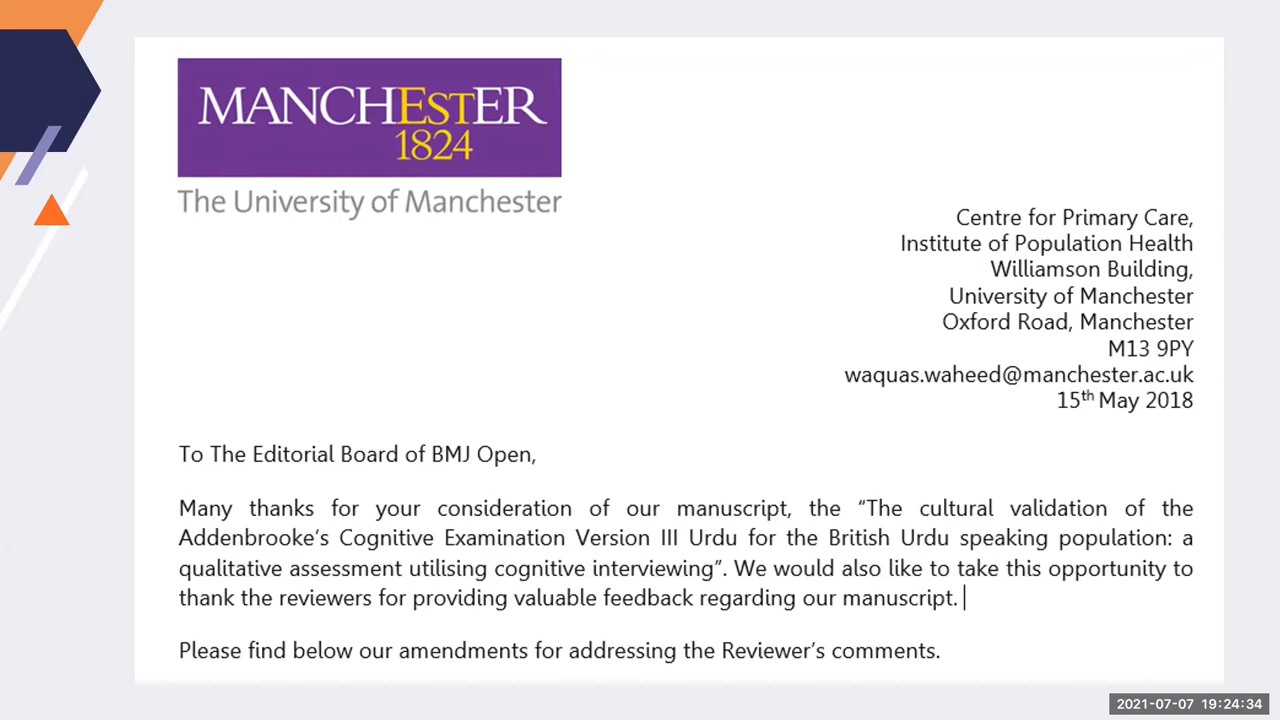 MANCHESTER
1824
The University of Manchester
Centre for Primary Care,
Institute of Population Health
Williamson Building,
University of Manchester
Oxford Road, Manchester
M13 9PY
waquas.waheed@manchester.ac.uk
15th May 2018
To The Editorial Board of BMJ Open,
Many thanks for your consideration of our manuscript, the “The cultural validation of the
Addenbrooke’s Cognitive Examination Version III Urdu for the British Urdu speaking population: a
qualitative assessment utilising cognitive interviewing”. We would also like to take this opportunity to
thank the reviewers for providing valuable feedback regarding our manuscript.
Please find below our amendments for addressing the Reviewer’s comments.
2021-07-07 19:24:34